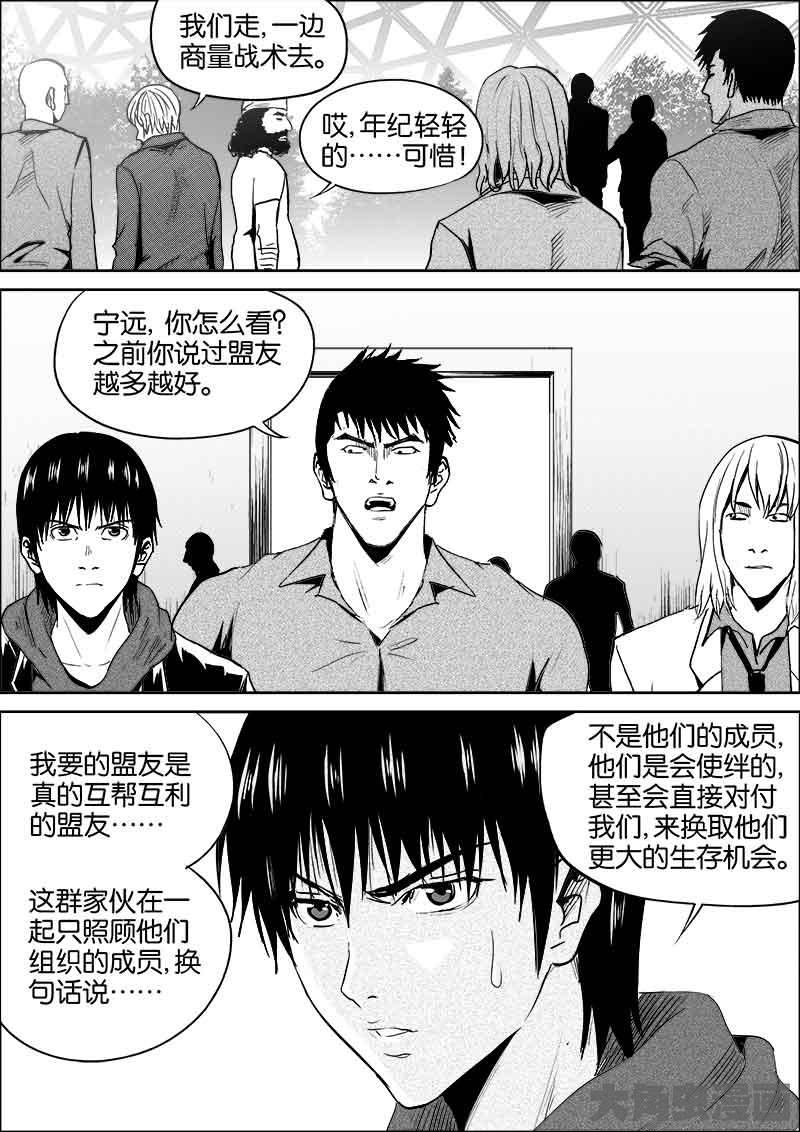 我们走,一边
商量战术去。
哎,年纪轻轻
的……可惜!
宁远,你怎么看?
之前你说过盟友
越多越好。
我要的盟友是
真的互帮互利
的盟友……
这群家伙在一
起只照顾他们
组织的成员,换
句话说……
不是他们的成员,
他们是会使绊的,
甚至会直接对付
我们,来换取他们
更大的生存机会。
大角虫漫画